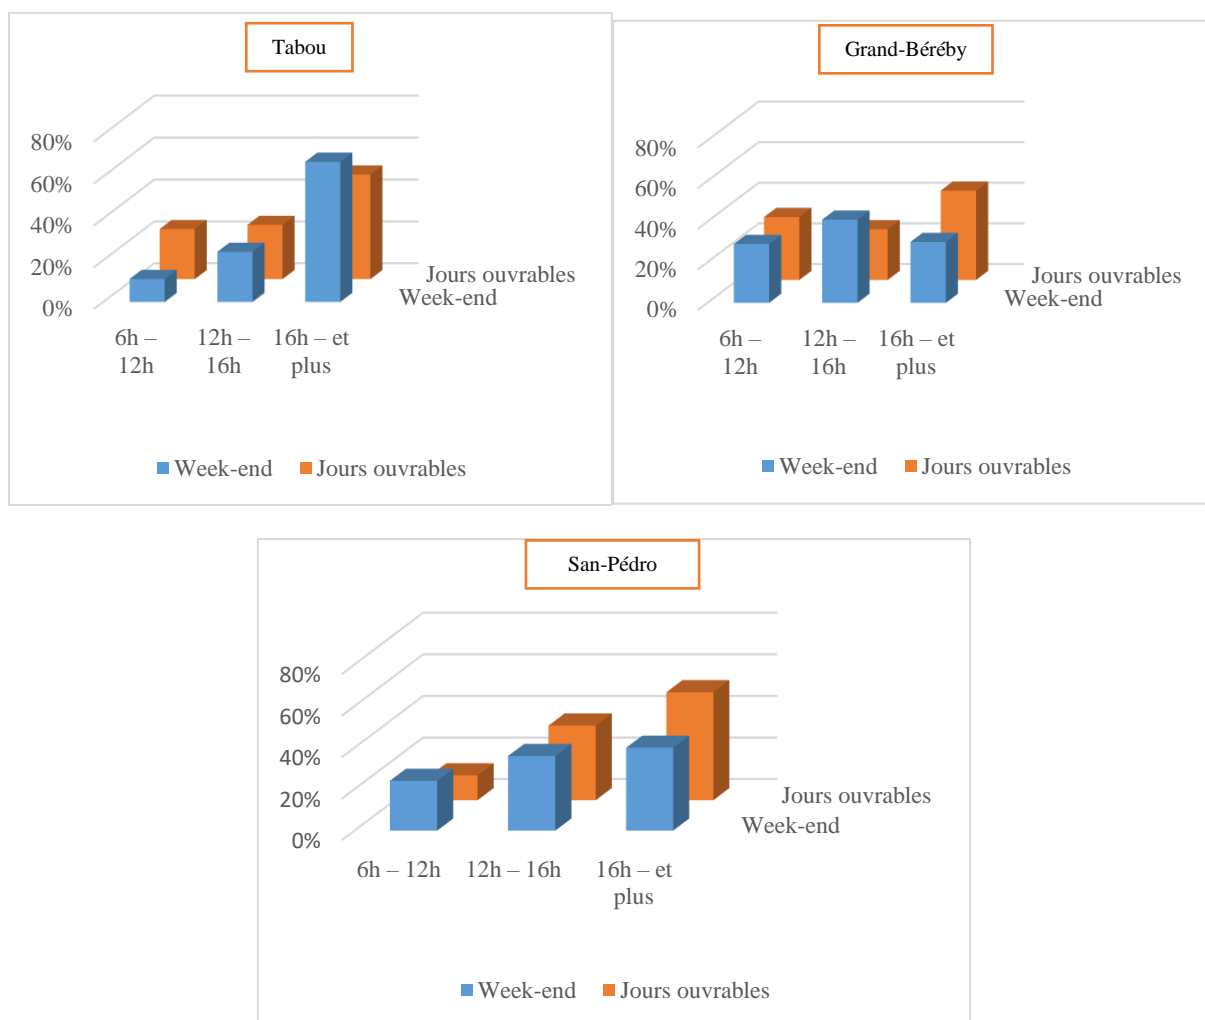 Tabou
80%
60%
40%
20%
0%
Jours ouvrables
Week-end
6h –
12h
12h –
16h
16h – et
plus
Week-end
Jours ouvrables
Grand-Béréby
80%
60%
40%
20%
0%
Jours ouvrables
Week-end
6h –
12h
12h –
16h
16h – et
plus
Week-end
Jours ouvrables
San-Pédro
80%
60%
40%
20%
0%
Jours ouvrables
Week-end
6h – 12h
12h – 16h
16h – et
plus
Week-end
Jours ouvrables